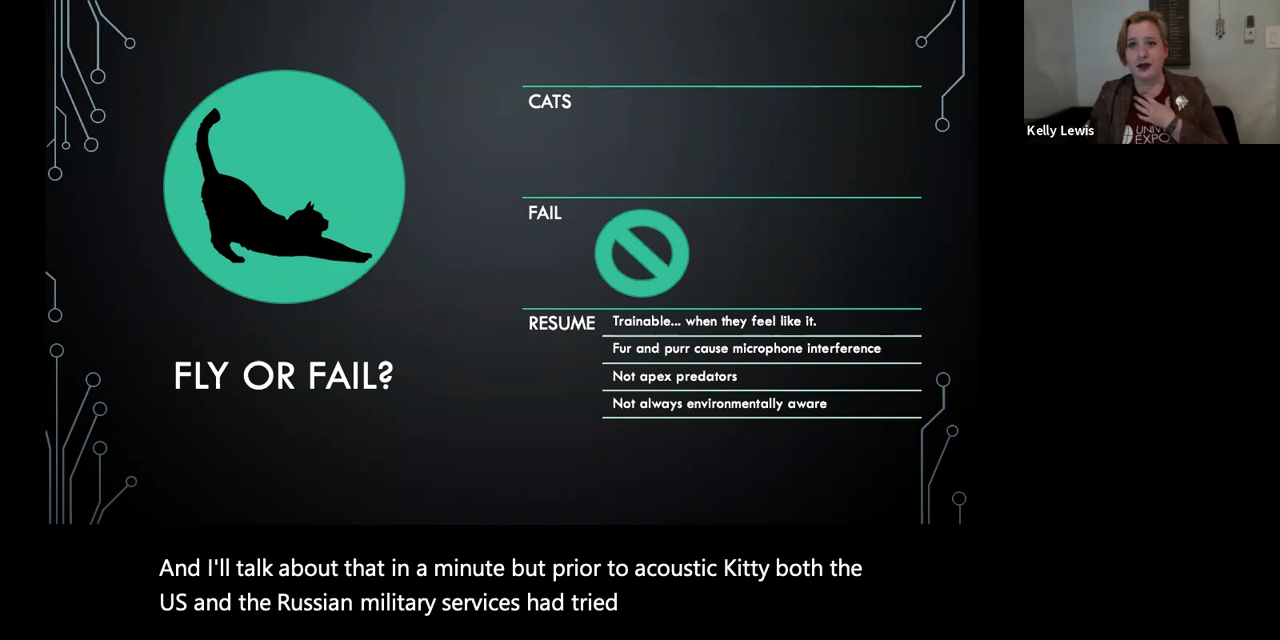 CATS
FAIL
RESUME
Trainable... when they feel like it.
Fur and purr cause microphone interference
Not apex predators
Not always environmentally aware
FLY OR FAIL?
Kelly Lewis
And I'll talk about that in a minute but prior to acoustic Kitty both the
US and the Russian military services had tried